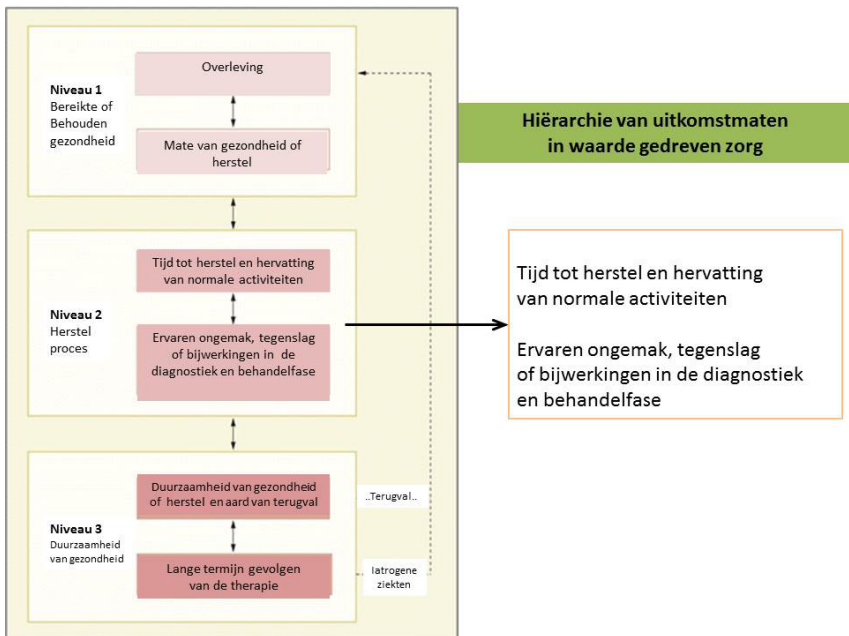 Hiërarchie van uitkomstmaten
in waarde gedreven zorg
Niveau 1
Bereikte of
Behouden
gezondheid
Overleving
Mate van gezondheid of
herstel
Niveau 2
Herstel
proces
Tijd tot herstel en hervatting
van normale activiteiten
Ervaren ongemak, tegenslag
of bijwerkingen in de
diagnostiek en behandelfase
Tijd tot herstel en hervatting
van normale activiteiten
Ervaren ongemak, tegenslag
of bijwerkingen in de diagnostiek
en behandelfase
Niveau 3
Duurzaamheid
van gezondheid
Duurzaamheid van gezondheid
of herstel en aard van terugval
Lange termijn gevolgen
van de therapie
..Terugval..
Iatrogene
ziekten